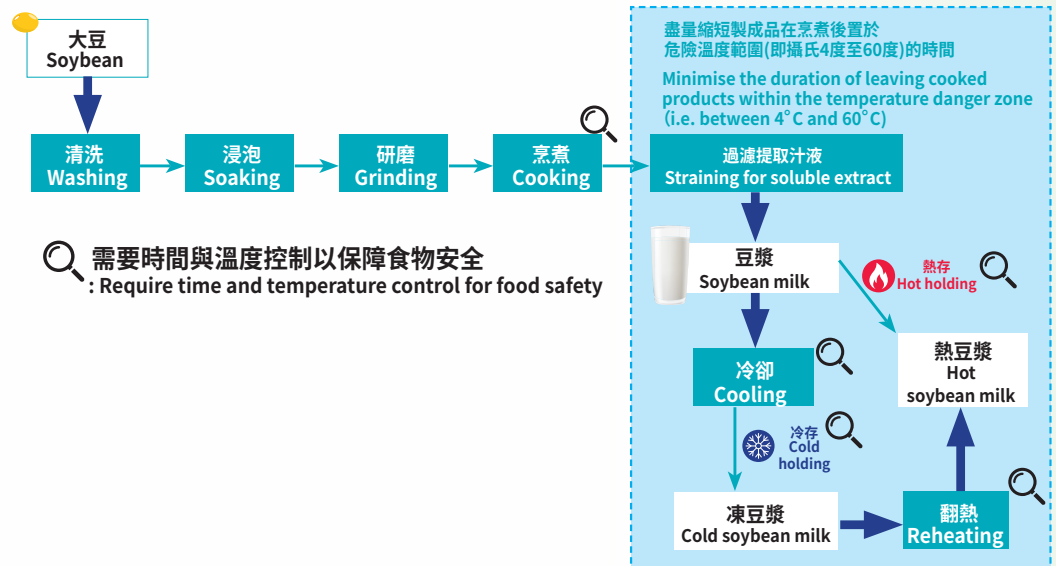 大豆
Soybean
清洗
Washing
浸泡
Soaking
研磨
Grinding
烹煮
Cooking
盡量縮短製成品在烹煮後置於
危險溫度範圍(即攝氏4度至60度)的時間
Minimise the duration of leaving cooked
products within the temperature danger zone
(i.e. between 4°C and 60°C)
過濾提取汁液
Straining for soluble extract
需要時間與溫度控制以保障食物安全
: Require time and temperature control for food safety
豆漿
Soybean milk
熱存
Hot holding
冷卻
Cooling
熱豆漿
Hot
soybean milk
冷存
Cold
holding
凍豆漿
Cold soybean milk
翻熱
Reheating